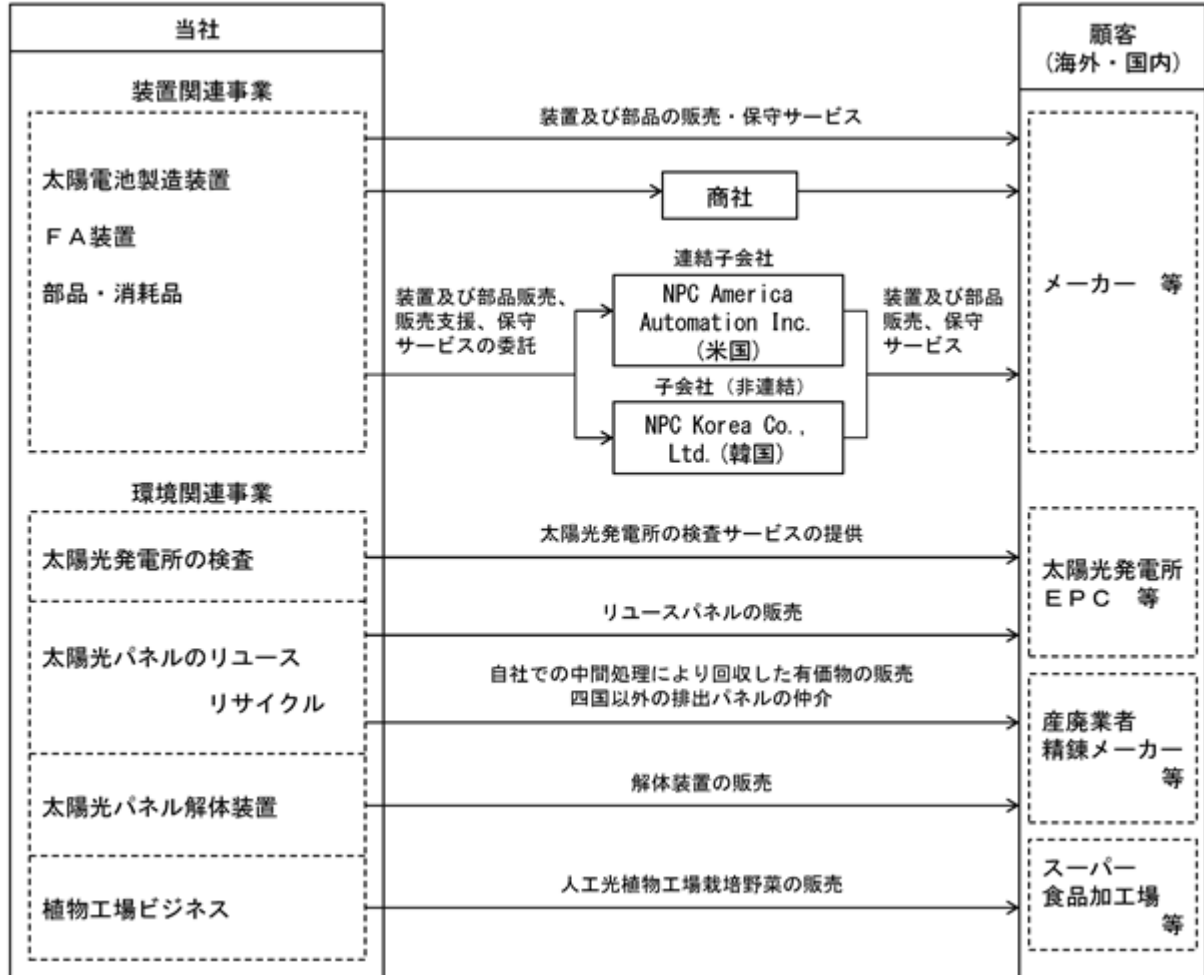 当社
顧客
(海外・国内)
装置関連事業
装置及び部品の販売・保守サービス
太陽電池製造装置
商社
ＦＡ装置
部品・消耗品
連結子会社
装置及び部品販売、
販売支援、保守
サービスの委託
NPC America
Automation Inc.
(米国)
装置及び部品
販売、保守
サービス
メーカー　等
子会社（非連結）
NPC Korea Co.,
Ltd.(韓国)
環境関連事業
太陽光発電所の検査
太陽光発電所の検査サービスの提供
太陽光発電所
ＥＰＣ　等
リユースパネルの販売
太陽光パネルのリユース
リサイクル
自社での中間処理により回収した有価物の販売
四国以外の排出パネルの仲介
産廃業者
精錬メーカー
等
太陽光パネル解体装置
解体装置の販売
植物工場ビジネス
人工光植物工場栽培野菜の販売
スーパー
食品加工場
等